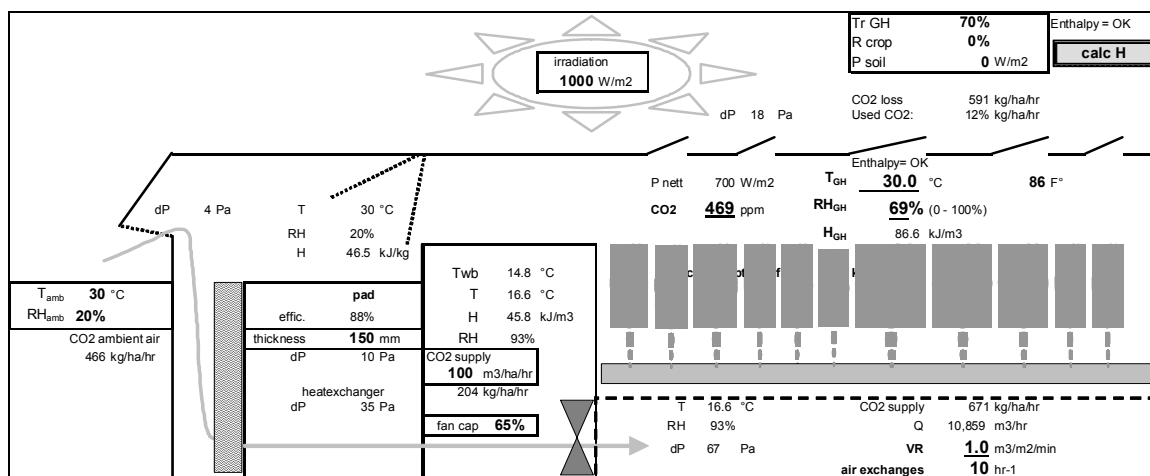 Tr GH 70% Enthalpy = OK
R crop 0%
P soil 0 W/m2 calc H
irradiation
1000 W/m2
CO2 loss 591 kg/ha/hr
dP 18 Pa Used CO2: 12% kg/ha/hr
Enthalpy= OK
P nett 700 W/m2 TGH 30.0 °C 86 F°
CO2 469 ppm RHGH 69% (0 - 100%)
HGH 86.6 kJ/m3
dP 4 Pa T 30 °C
RH 20%
H 46.5 kJ/kg
Tamb 30 °C
RHamb 20%
CO2 ambient air
466 kg/ha/hr
pad
effic. 88%
thickness 150 mm
dP 10 Pa
heatexchanger
dP 35 Pa
Twb 14.8 °C
T 16.6 °C
H 45.8 kJ/m3
RH 93%
CO2 supply
100 m3/ha/hr
204 kg/ha/hr
fan cap 65%
T 16.6 °C CO2 supply 671 kg/ha/hr
RH 93% Q 10,859 m3/hr
dP 67 Pa VR 1.0 m3/m2/min
air exchanges 10 hr-1